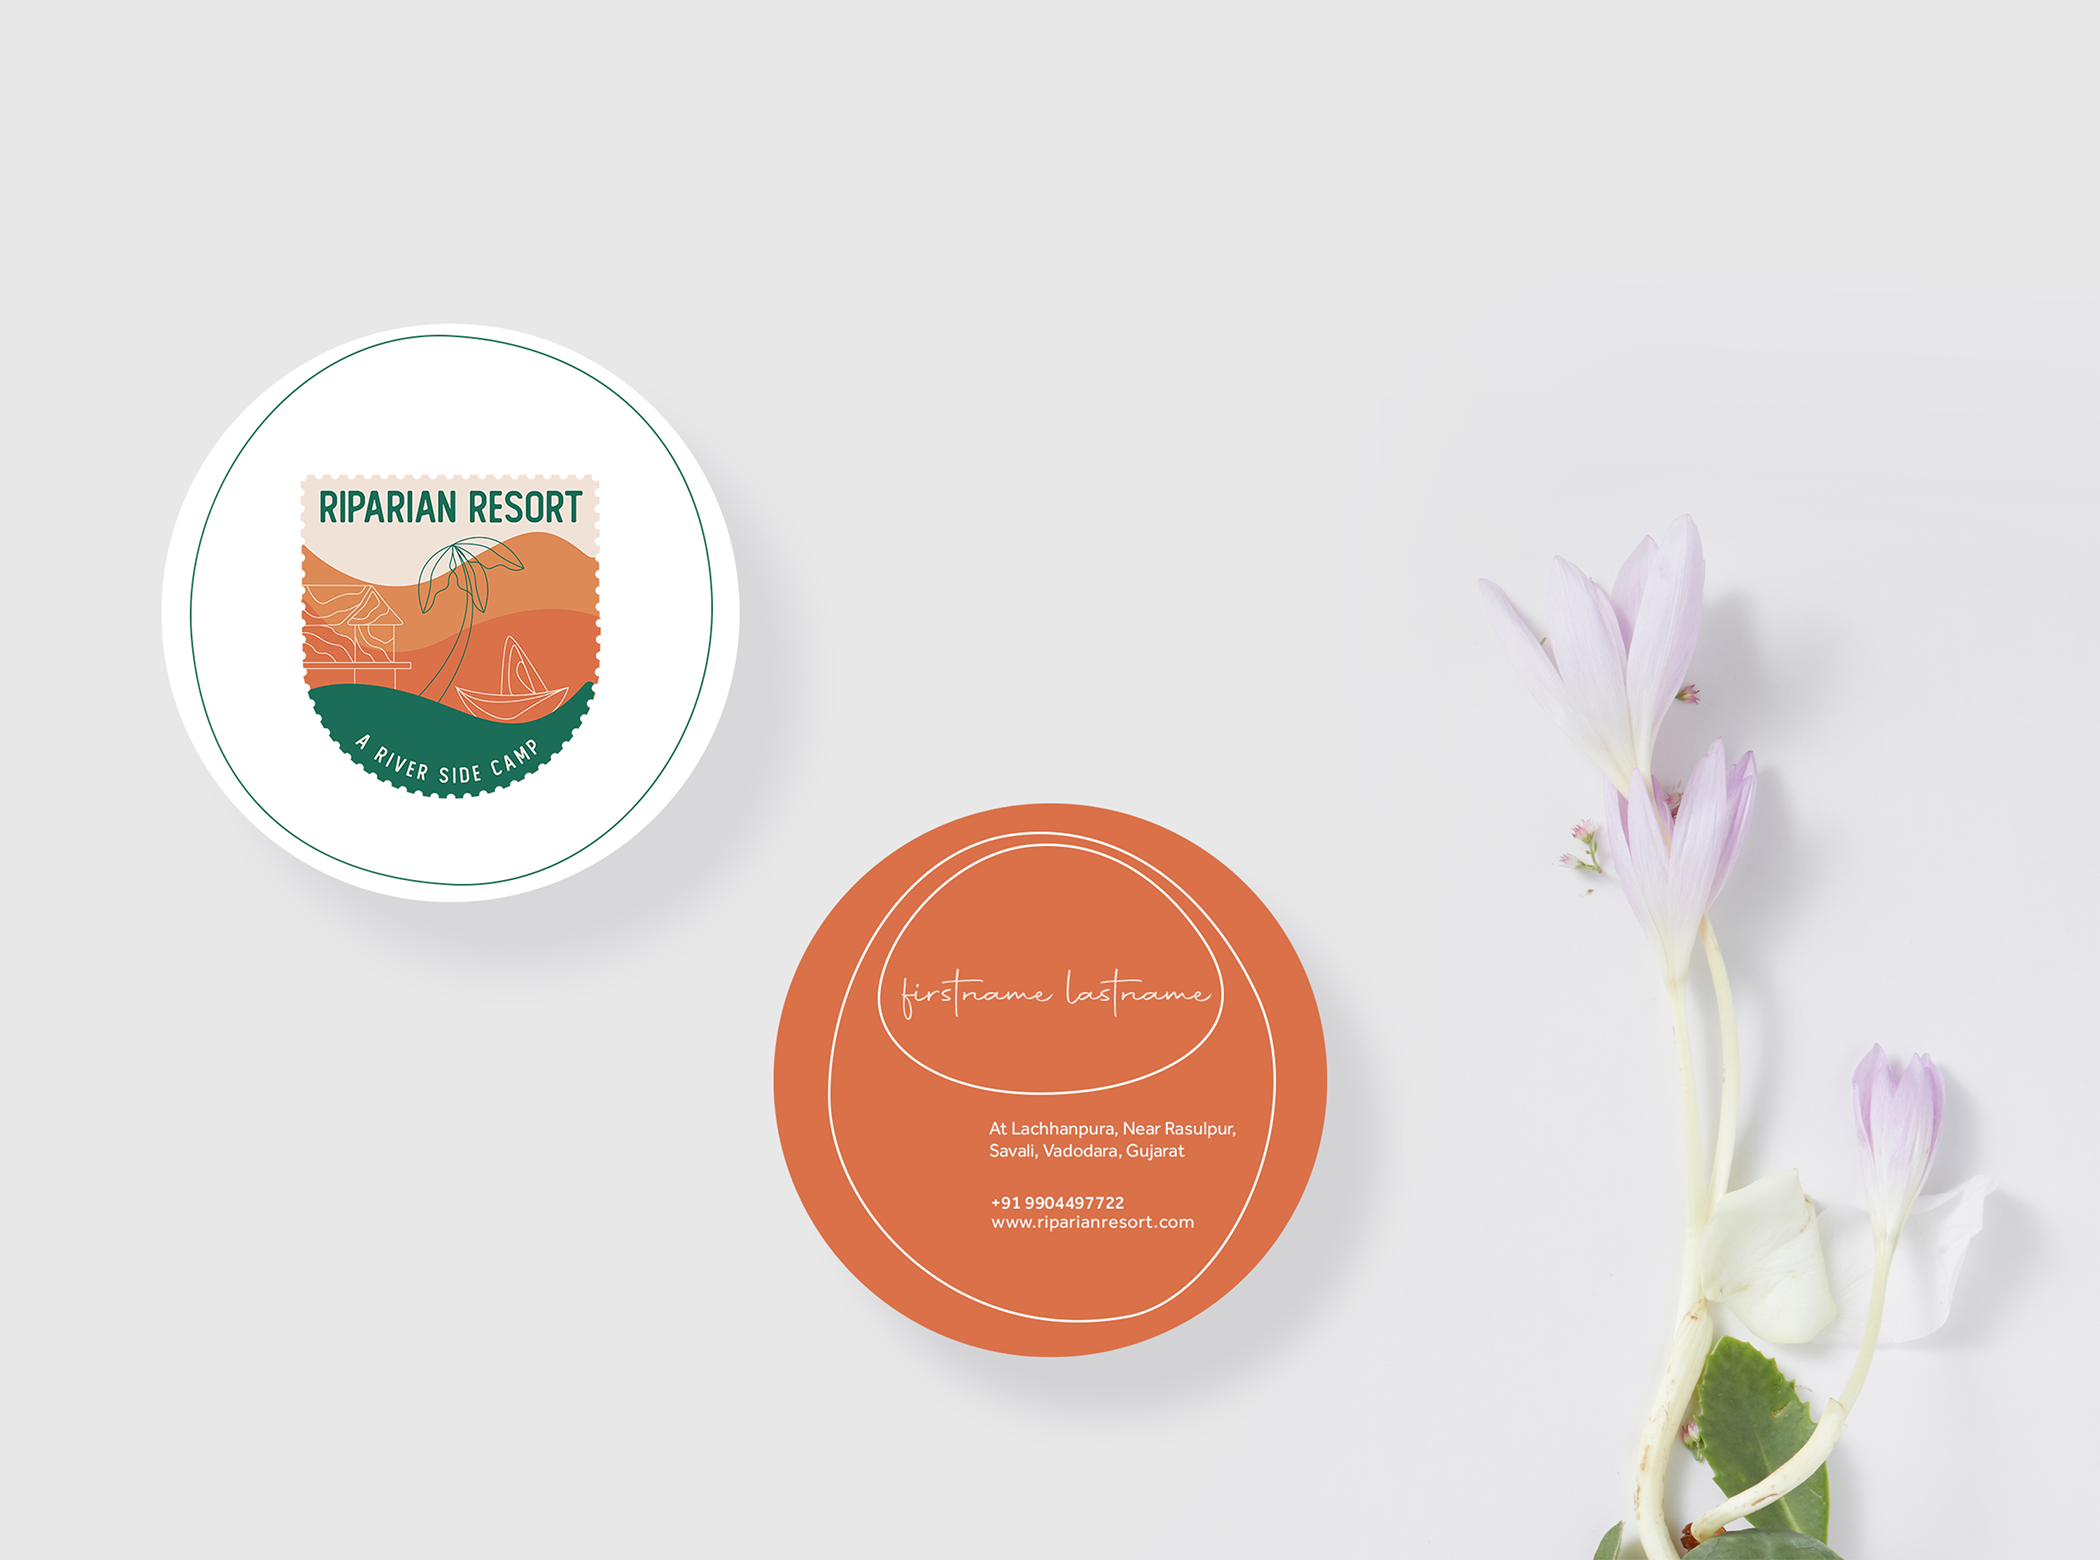 RIPARIAN RESORT
A RIVER SIDE CAMP
firstname lastname
At Lachhanpura, Near Rasulpur,
Savali, Vadodara, Gujarat
+91 9904497722
www.riparianresort.com